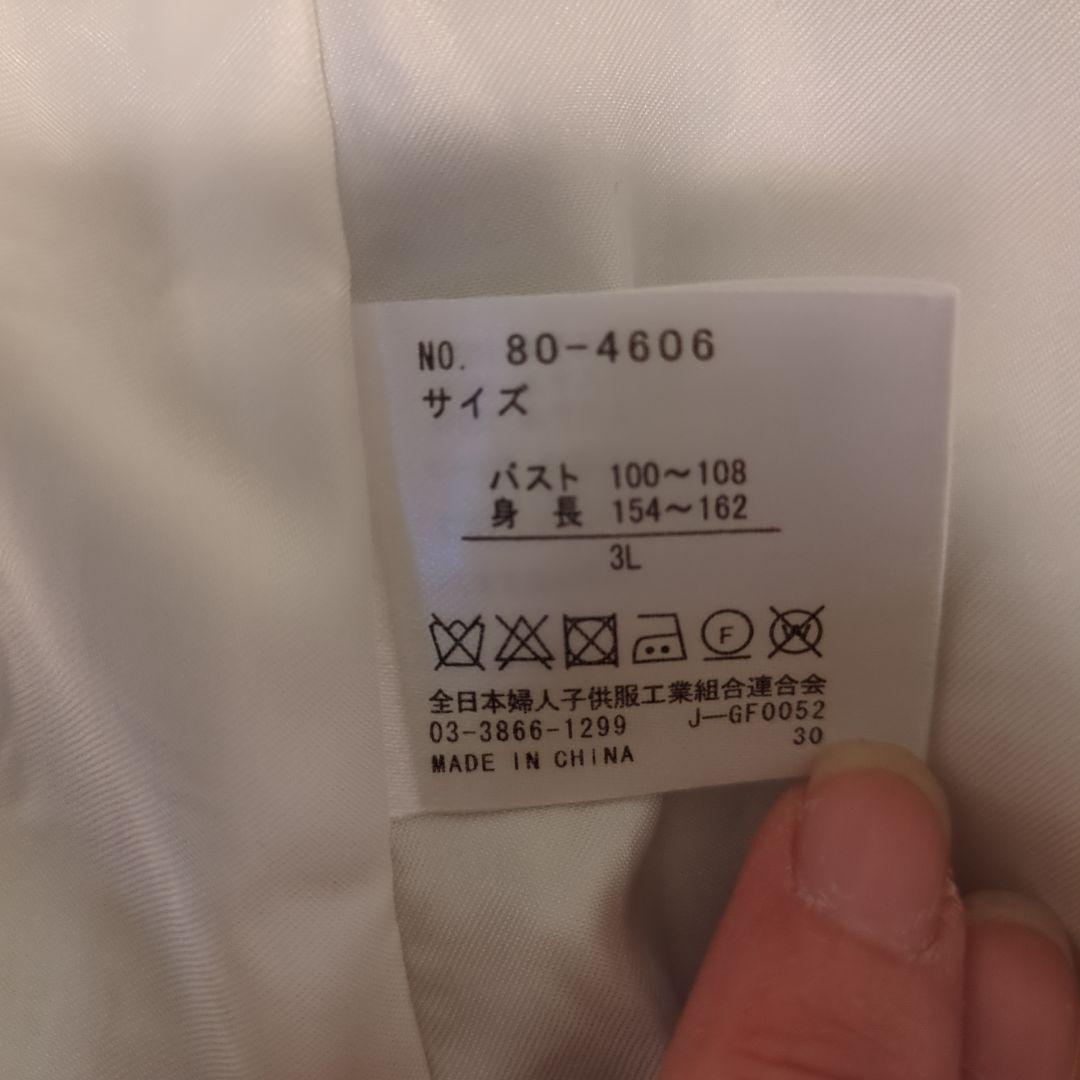 NO. 80-4606
サイズ
バスト 100～108
身 長 154～162
3L
F W
全日本婦人子供服工業組合連合会
03-3866-1299 J—GF0052
30
MADE IN CHINA